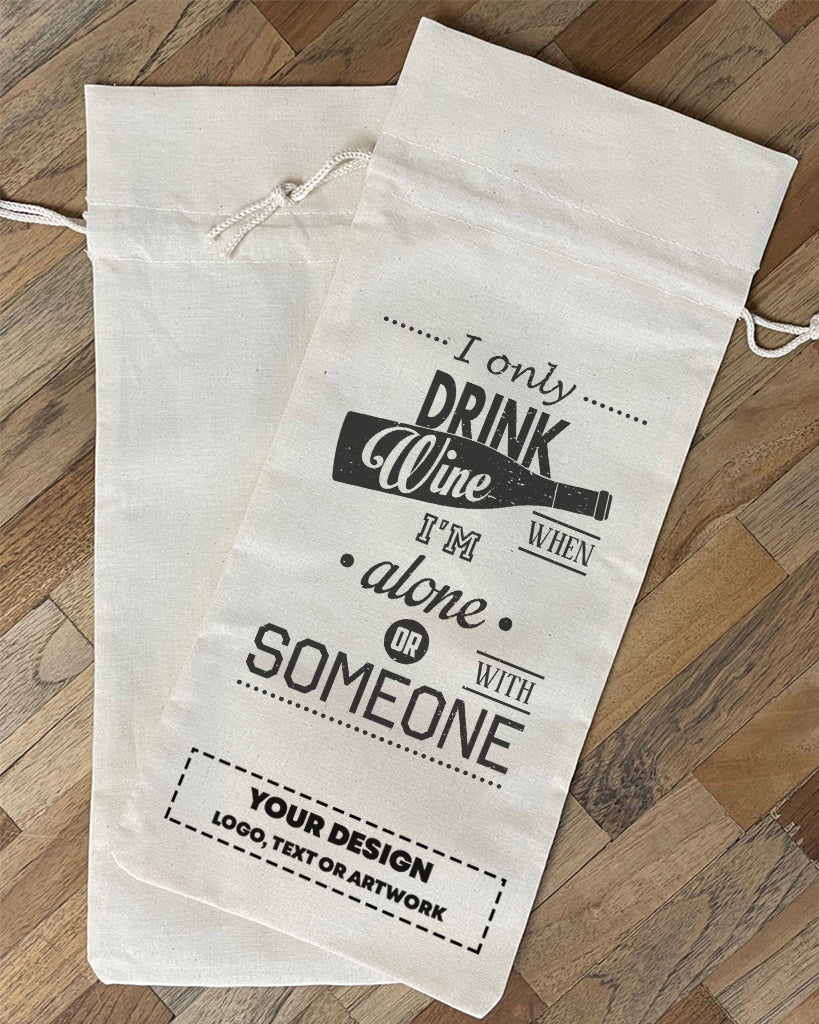 I only
DRINK
Wine
I'M WHEN
alone
OR
SOMEONE WITH
YOUR DESIGN
LOGO, TEXT OR ARTWORK